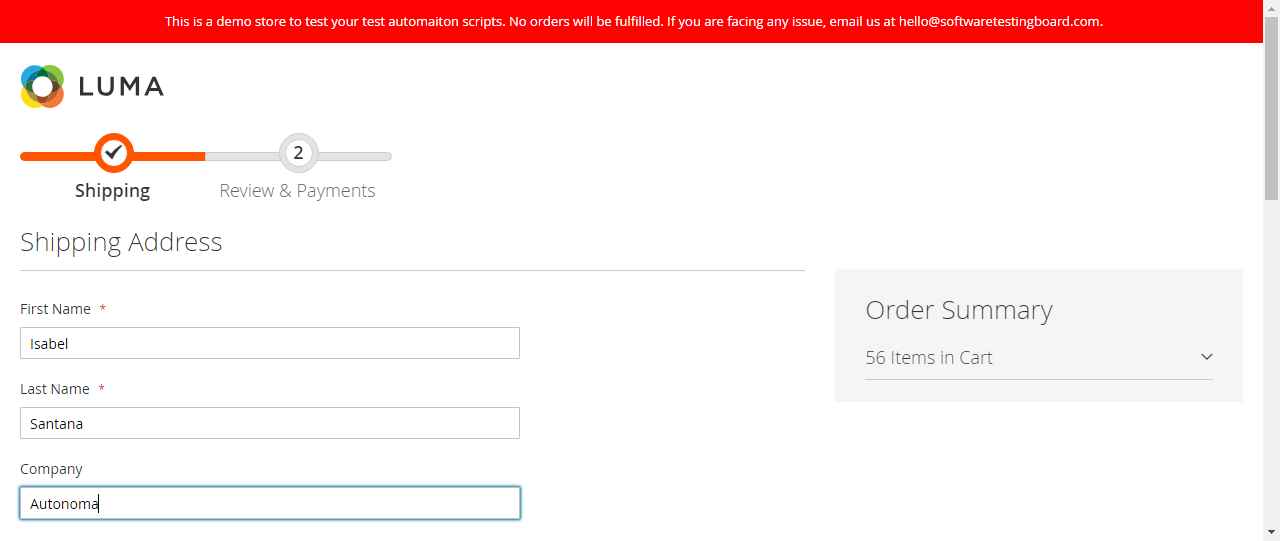 This is a demo store to test your test automaiton scripts. No orders will be fulfilled. If you are facing any issue, email us at hello@softwaretestingboard.com.
LUMA
2
Shipping
Review & Payments
Shipping Address
First Name *
Isabel
Last Name *
Santana
Company
Autonoma
Order Summary
56 Items in Cart